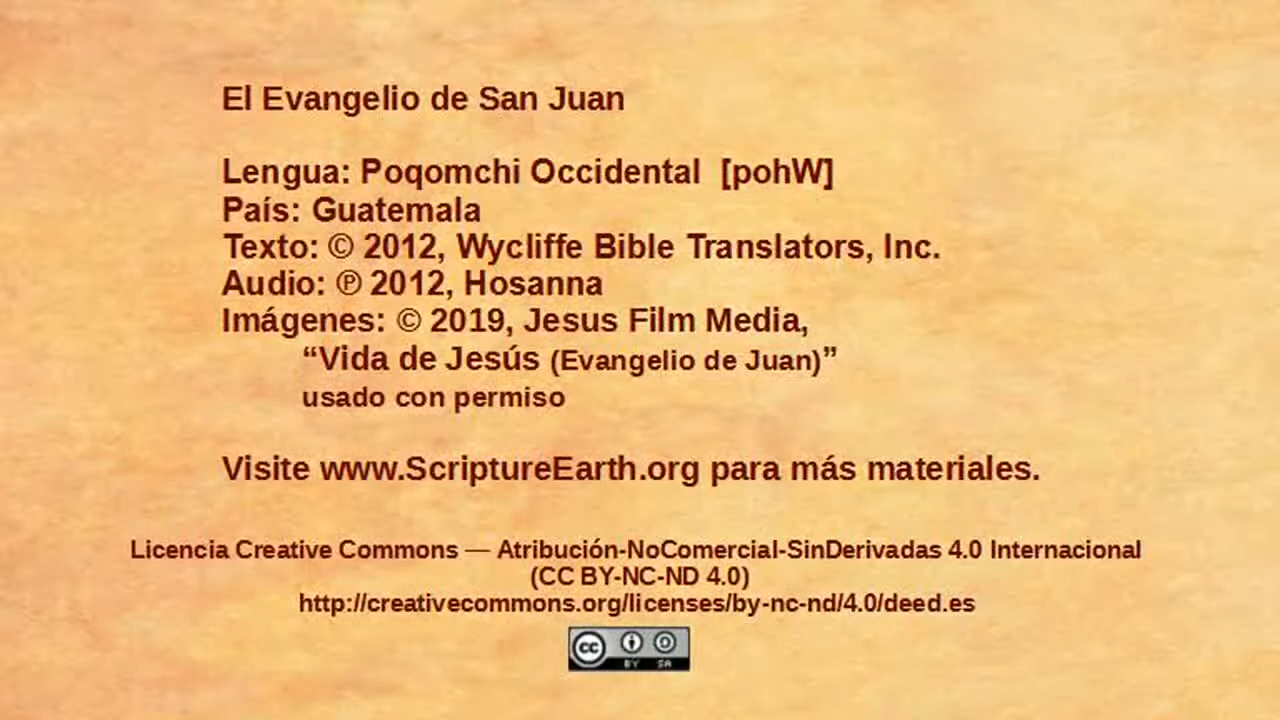 El Evangelio de San Juan
Lengua: Poqomchi Occidental [pohW]
País: Guatemala
Texto: © 2012, Wycliffe Bible Translators, Inc.
Audio: ℗ 2012, Hosanna
Imágenes: © 2019, Jesus Film Media,
“Vida de Jesús (Evangelio de Juan)”
usado con permiso
Visite www.ScriptureEarth.org para más materiales.
Licencia Creative Commons — Atribución-NoComercial-SinDerivadas 4.0 Internacional
(CC BY-NC-ND 4.0)
http://creativecommons.org/licenses/by-nc-nd/4.0/deed.es
cc BY SA